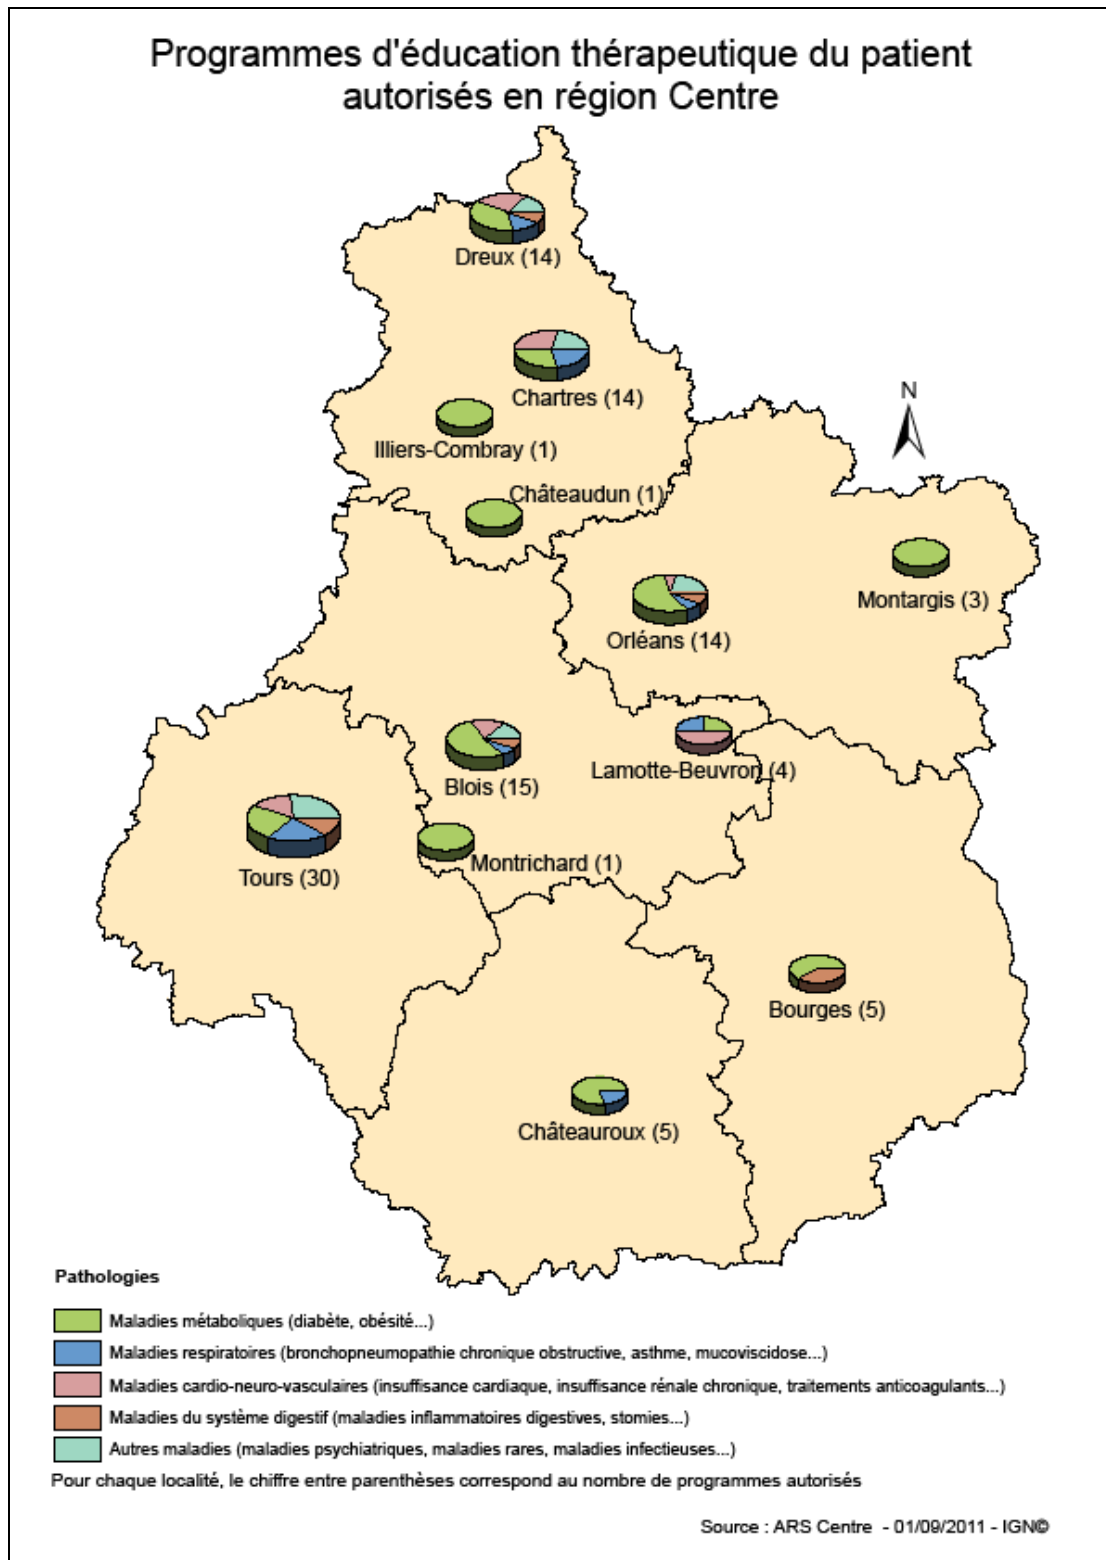 Programmes d'éducation thérapeutique du patient
autorisés en région Centre
Dreux (14)
Chartres (14)
N
Illiers-Combray (1)
Châteaudun (1)
Montargis (3)
Orléans (14)
Lamotte-Beuvron (4)
Blois (15)
Montrichard (1)
Tours (30)
Bourges (5)
Châteauroux (5)
Pathologies
Maladies métaboliques (diabète, obésité...)
Maladies respiratoires (bronchopneumopathie chronique obstructive, asthme, mucoviscidose...)
Maladies cardio-neuro-vasculaires (insuffisance cardiaque, insuffisance rénale chronique, traitements anticoagulants...)
Maladies du système digestif (maladies inflammatoires digestives, stomies...)
Autres maladies (maladies psychiatriques, maladies rares, maladies infectieuses...)
Pour chaque localité, le chiffre entre parenthèses correspond au nombre de programmes autorisés
Source : ARS Centre - 01/09/2011 - IGN©